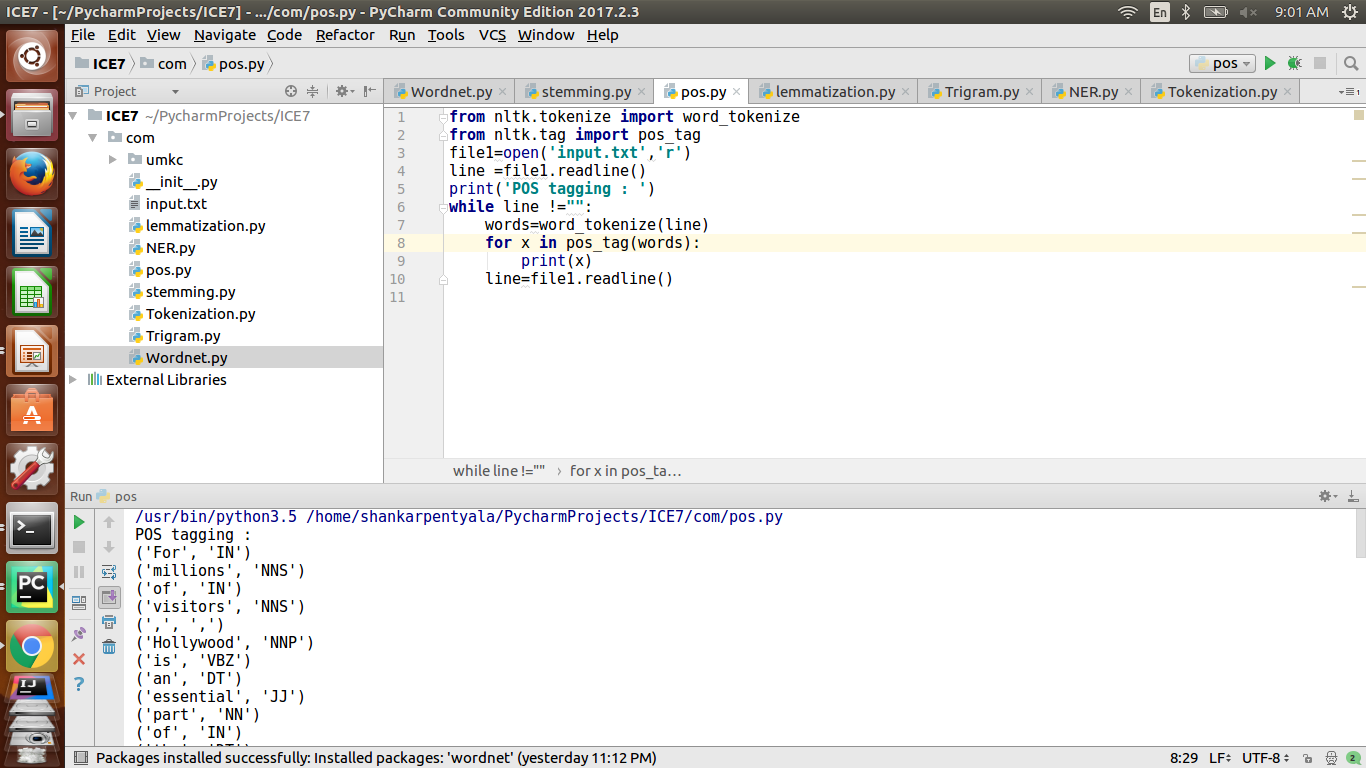 ICE7 - [~/PycharmProjects/ICE7] - .../com/pos.py - PyCharm Community Edition 2017.2.3
En
9:01 AM
File Edit View Navigate Code Refactor Run Tools VCS Window Help
ICE7 com pos.py
pos
Project
Wordnet.py stemming.py pos.py lemmatization.py Trigram.py NER.py Tokenization.py
ICE7 ~/PycharmProjects/ICE7
com
umkc
__init__.py
input.txt
lemmatization.py
NER.py
pos.py
stemming.py
Tokenization.py
Trigram.py
Wordnet.py
External Libraries
1 from nltk.tokenize import word_tokenize
2 from nltk.tag import pos_tag
3 file1=open('input.txt','r')
4 line =file1.readline()
5 print('POS tagging : ')
6 while line !="":
7 words=word_tokenize(line)
8 for x in pos_tag(words):
9 print(x)
10 line=file1.readline()
11
while line !="" › for x in pos_ta…
Run pos
/usr/bin/python3.5 /home/shankarpentyala/PycharmProjects/ICE7/com/pos.py
POS tagging :
('For', 'IN')
('millions', 'NNS')
('of', 'IN')
('visitors', 'NNS')
(',', ',')
('Hollywood', 'NNP')
('is', 'VBZ')
('an', 'DT')
('essential', 'JJ')
('part', 'NN')
('of', 'IN')
Packages installed successfully: Installed packages: 'wordnet' (yesterday 11:12 PM)
8:29 LF UTF-8 2
PC
IJ